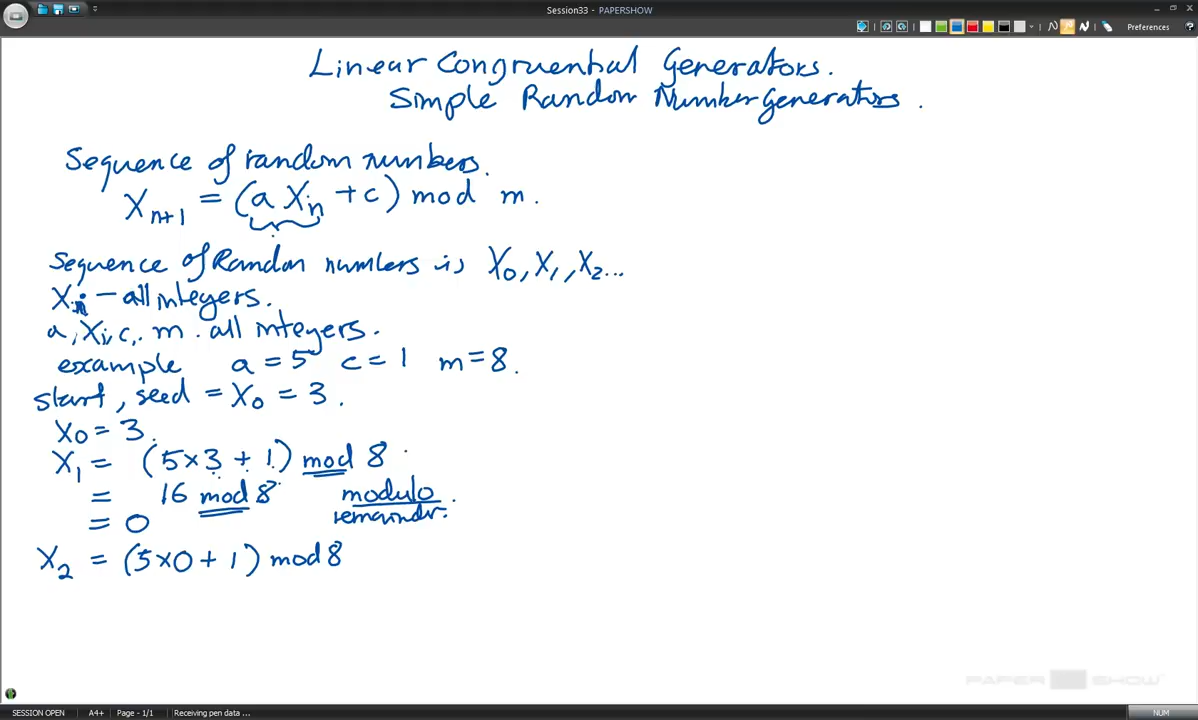 Session33 - PAPERSHOW
Preferences
Linear Congruential Generators.
Simple Random Number Generators.
Sequence of random numbers.
Xn+1 = (a Xn + c) mod m.
Sequence of Random numbers is X0, X1, X2...
Xi - all integers.
a, Xi, c, m. all integers.
example a = 5 c = 1 m = 8.
start, seed = X0 = 3.
X0 = 3.
X1 = (5 × 3 + 1) mod 8
= 16 mod 8 modulo
remainder.
= 0
X2 = (5 × 0 + 1) mod 8
PAPER SHOW
SESSION OPEN A4+ Page - 1/1 Receiving pen data ... NUM